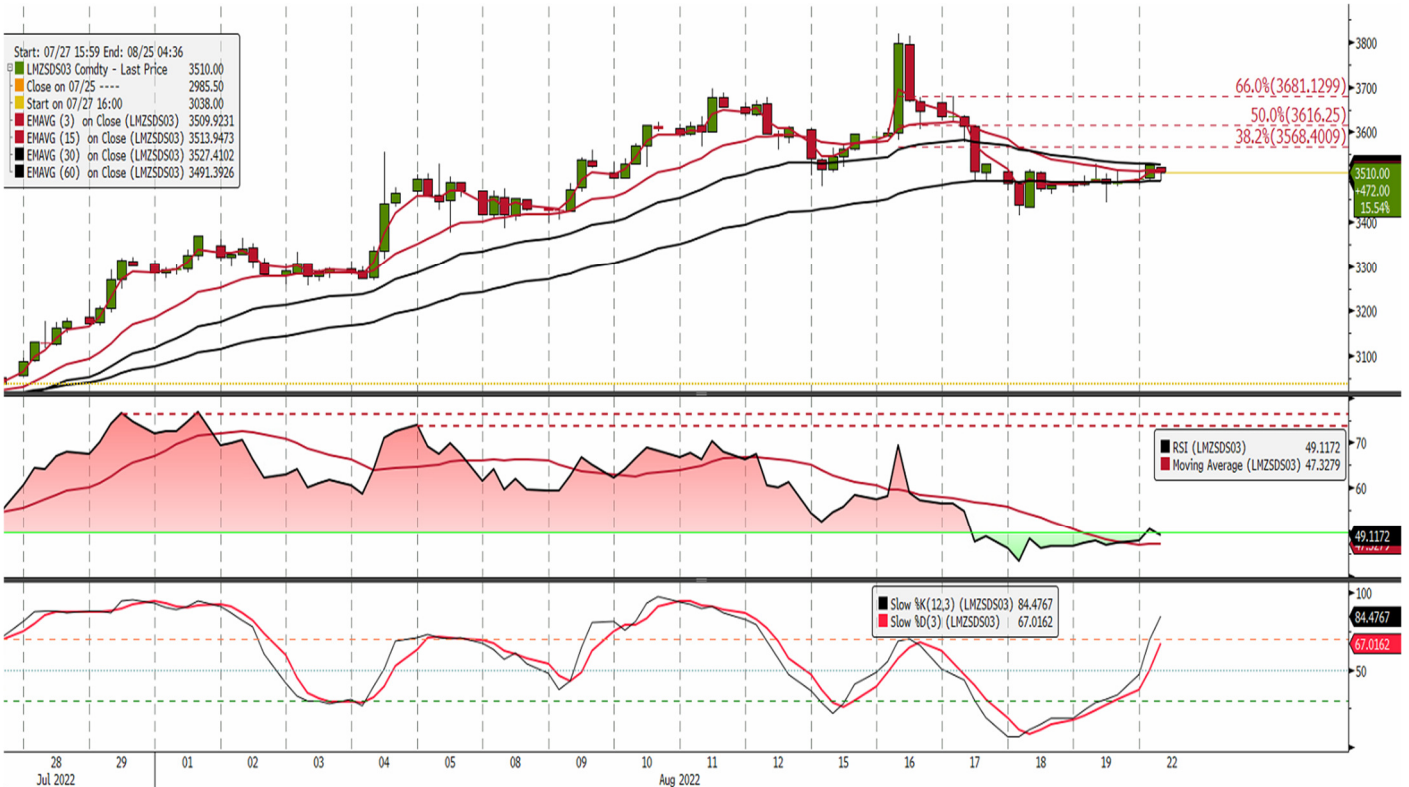 Start: 07/27 15:59 End: 08/25 04:36
LMZSDS03 Comdty - Last Price 3510.00
Close on 07/25 ---- 2985.50
Start on 07/27 16:00 3038.00
EMAVG (3) on Close (LMZSDS03) 3509.9231
EMAVG (15) on Close (LMZSDS03) 3513.9473
EMAVG (30) on Close (LMZSDS03) 3527.4102
EMAVG (60) on Close (LMZSDS03) 3491.3926
66.0%(3681.1299)
50.0%(3616.25)
38.2%(3568.4009)
3800
3700
3600
3510.00
+472.00
15.54%
3400
3300
3200
3100
RSI (LMZSDS03) 49.1172
Moving Average (LMZSDS03) 47.3279
70
60
49.1172
47.3279
Slow %K(12,3) (LMZSDS03) 84.4767
Slow %D(3) (LMZSDS03) 67.0162
100
84.4767
67.0162
50
28 29 01 02 03 04 05 08 09 10 11 12 15 16 17 18 19 22
Jul 2022 Aug 2022